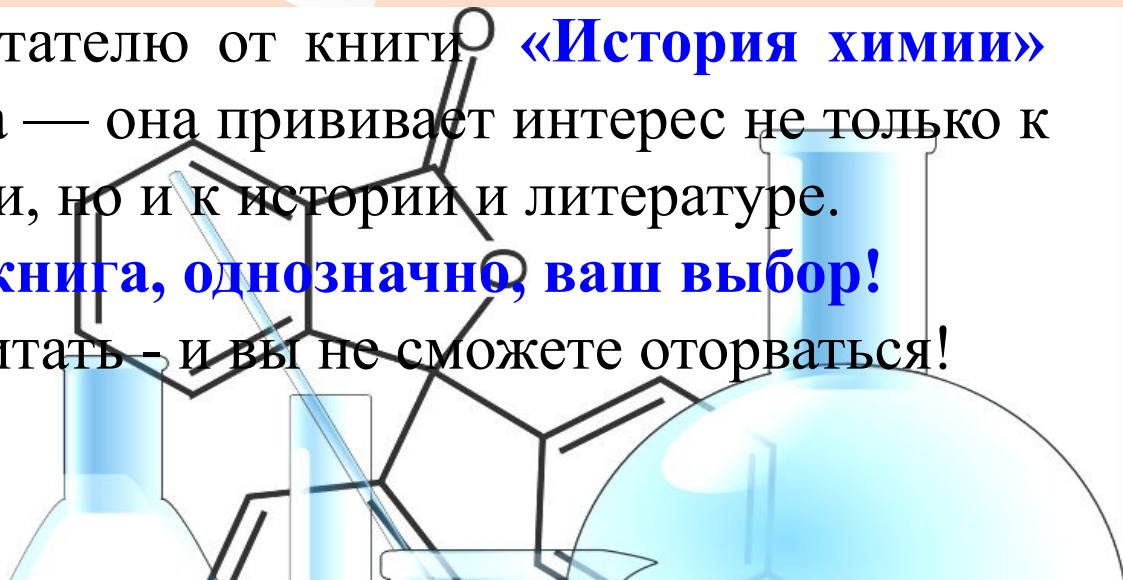 тателю от книги «История химии»
а — она прививает интерес не только к
и, но и к истории и литературе.
книга, однозначно, ваш выбор!
итать - и вы не сможете оторваться!
O
O